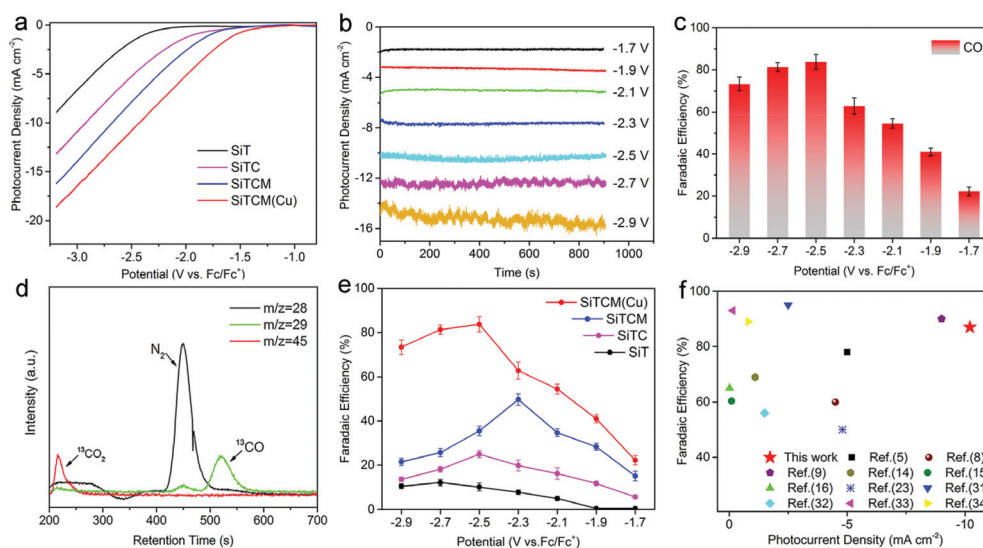 a
0
-5
-10
-15
-20
Photocurrent Density (mA cm⁻²)
SiT
SiTC
SiTCM
SiTCM(Cu)
-3.0 -2.5 -2.0 -1.5 -1.0
Potential (V vs. Fc/Fc⁺)
b
0
-4
-8
-12
-16
Photocurrent Density (mA cm⁻²)
-1.7 V
-1.9 V
-2.1 V
-2.3 V
-2.5 V
-2.7 V
-2.9 V
0 200 400 600 800 1000
Time (s)
c
100
80
60
40
20
0
Faradaic Efficiency (%)
CO
-2.9 -2.7 -2.5 -2.3 -2.1 -1.9 -1.7
Potential (V vs. Fc/Fc⁺)
d
Intensity (a.u.)
m/z=28
m/z=29
m/z=45
N₂
¹³CO₂
¹³CO
200 300 400 500 600 700
Retention Time (s)
e
100
80
60
40
20
0
Faradaic Efficiency (%)
SiTCM(Cu)
SiTCM
SiTC
SiT
-2.9 -2.7 -2.5 -2.3 -2.1 -1.9 -1.7
Potential (V vs.Fc/Fc⁺)
f
100
80
60
40
Faradaic Efficiency (%)
This work Ref.(5) Ref.(8)
Ref.(9) Ref.(14) Ref.(15)
Ref.(16) Ref.(23) Ref.(31)
Ref.(32) Ref.(33) Ref.(34)
0 -5 -10
Photocurrent Density (mA cm⁻²)